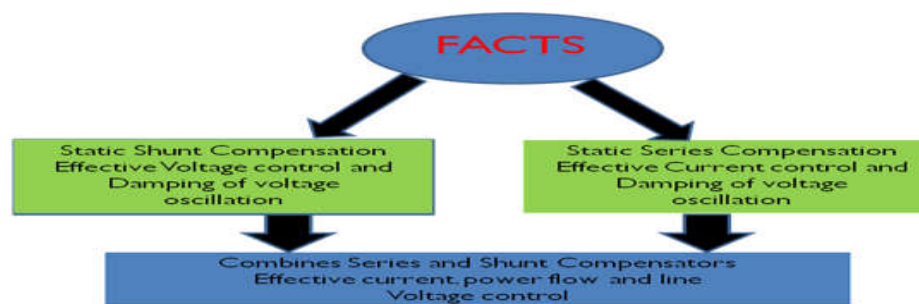 FACTS
Static Shunt Compensation
Effective Voltage control and
Damping of voltage
oscillation
Static Series Compensation
Effective Current control and
Damping of voltage
oscillation
Combines Series and Shunt Compensators
Effective current, power flow and line
Voltage control